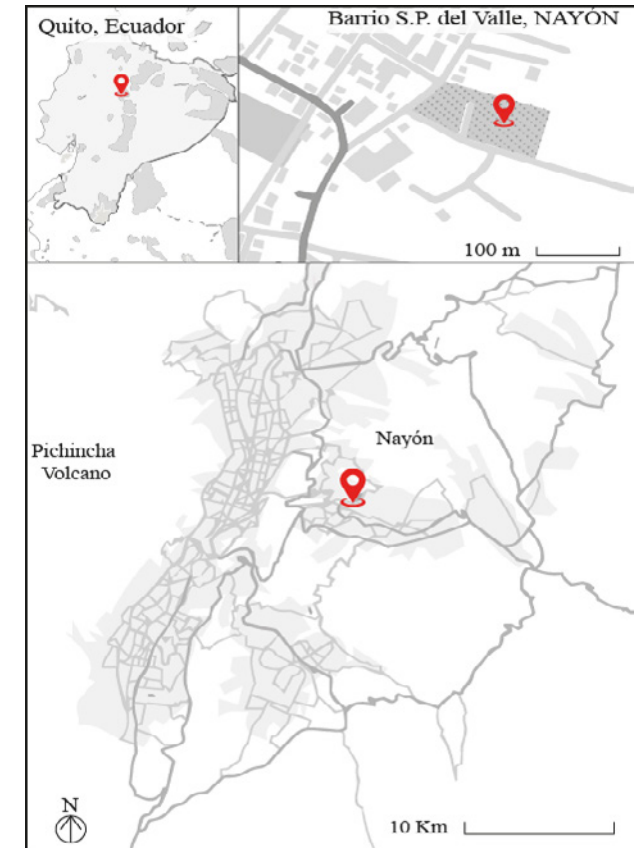 Quito, Ecuador
Barrio S.P. del Valle, NAYÓN
100 m
Nayón
Pichincha
Volcano
N
10 Km